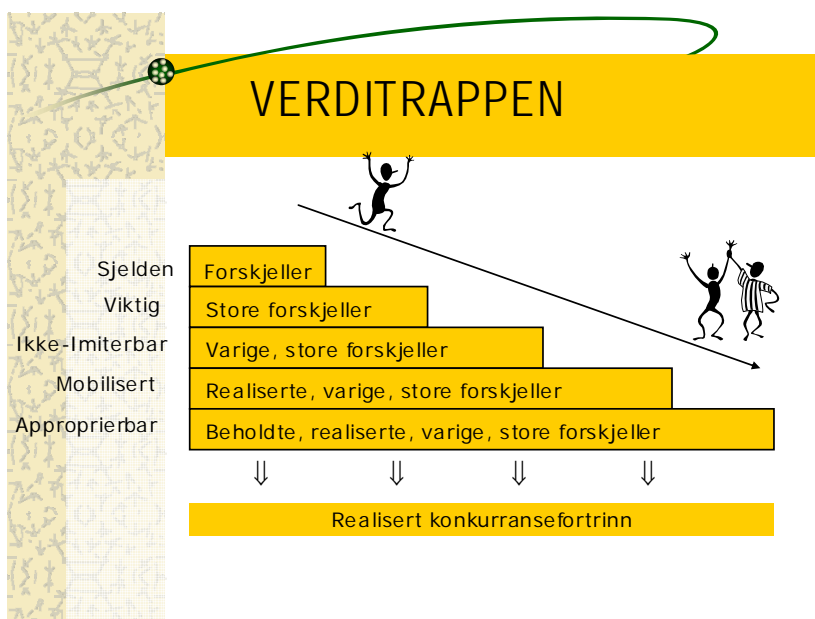 VERDITRAPPEN
Sjelden Forskjeller
Viktig Store forskjeller
Ikke-Imiterbar Varige, store forskjeller
Mobilisert Realiserte, varige, store forskjeller
Approprierbar Beholdte, realiserte, varige, store forskjeller
⇓ ⇓ ⇓ ⇓
Realisert konkurransefortrinn